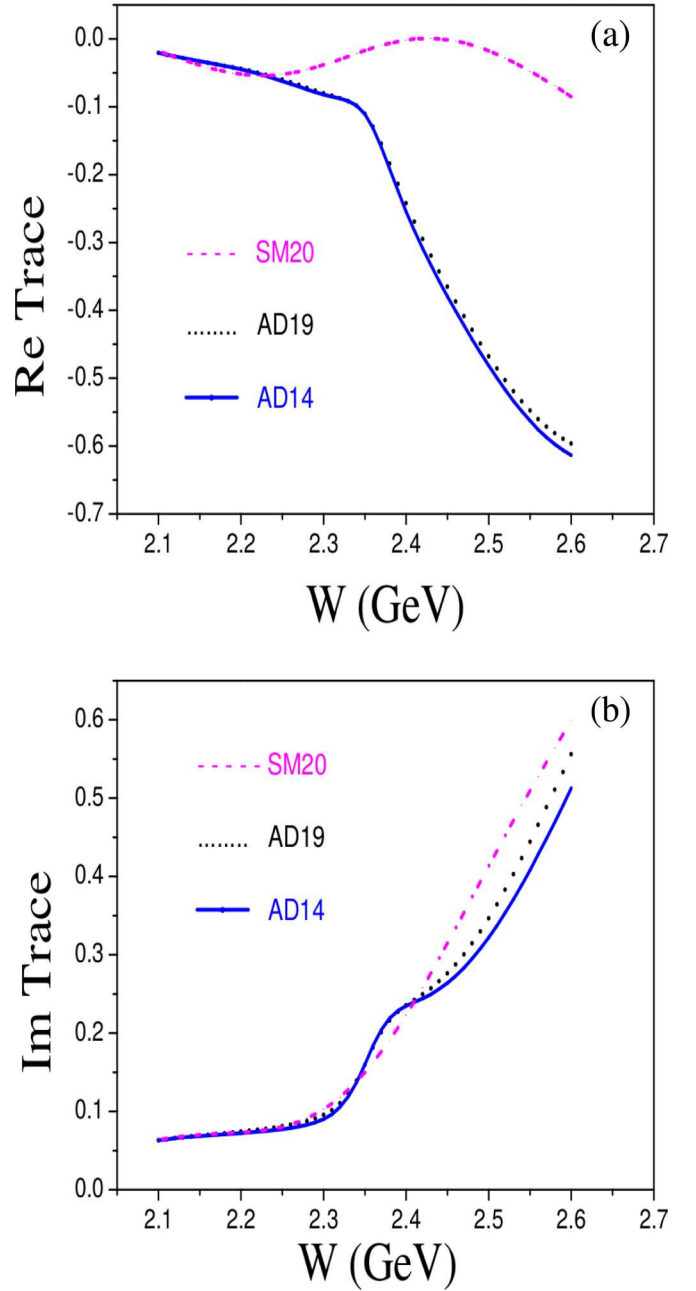 (a)
0.0
-0.1
-0.2
-0.3
-0.4
-0.5
-0.6
-0.7
Re Trace
SM20
AD19
AD14
2.1 2.2 2.3 2.4 2.5 2.6 2.7
W (GeV)
(b)
0.6
0.5
0.4
0.3
0.2
0.1
0.0
Im Trace
SM20
AD19
AD14
2.1 2.2 2.3 2.4 2.5 2.6 2.7
W (GeV)